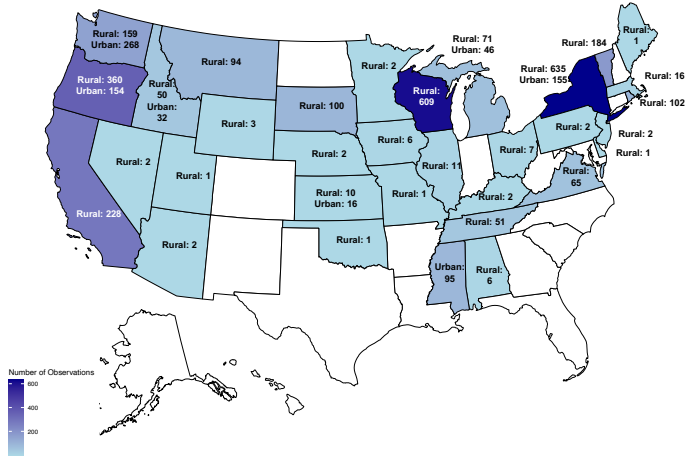 Rural: 159
Urban: 268
Rural: 94
Rural: 2
Rural: 71
Urban: 46
Rural: 184
Rural:
1
Rural: 360
Urban: 154
Rural:
50
Urban:
32
Rural: 3
Rural: 100
Rural:
609
Rural: 635
Urban: 155
Rural: 16
Rural: 102
Rural: 2
Rural: 2
Rural: 1
Rural: 2
Rural: 1
Rural: 2
Rural: 6
Rural: 11
Rural: 7
Rural:
65
Rural: 228
Rural: 2
Rural: 10
Urban: 16
Rural: 1
Rural: 2
Rural: 51
Rural: 1
Urban:
95
Rural:
6
Number of Observations
600
400
200